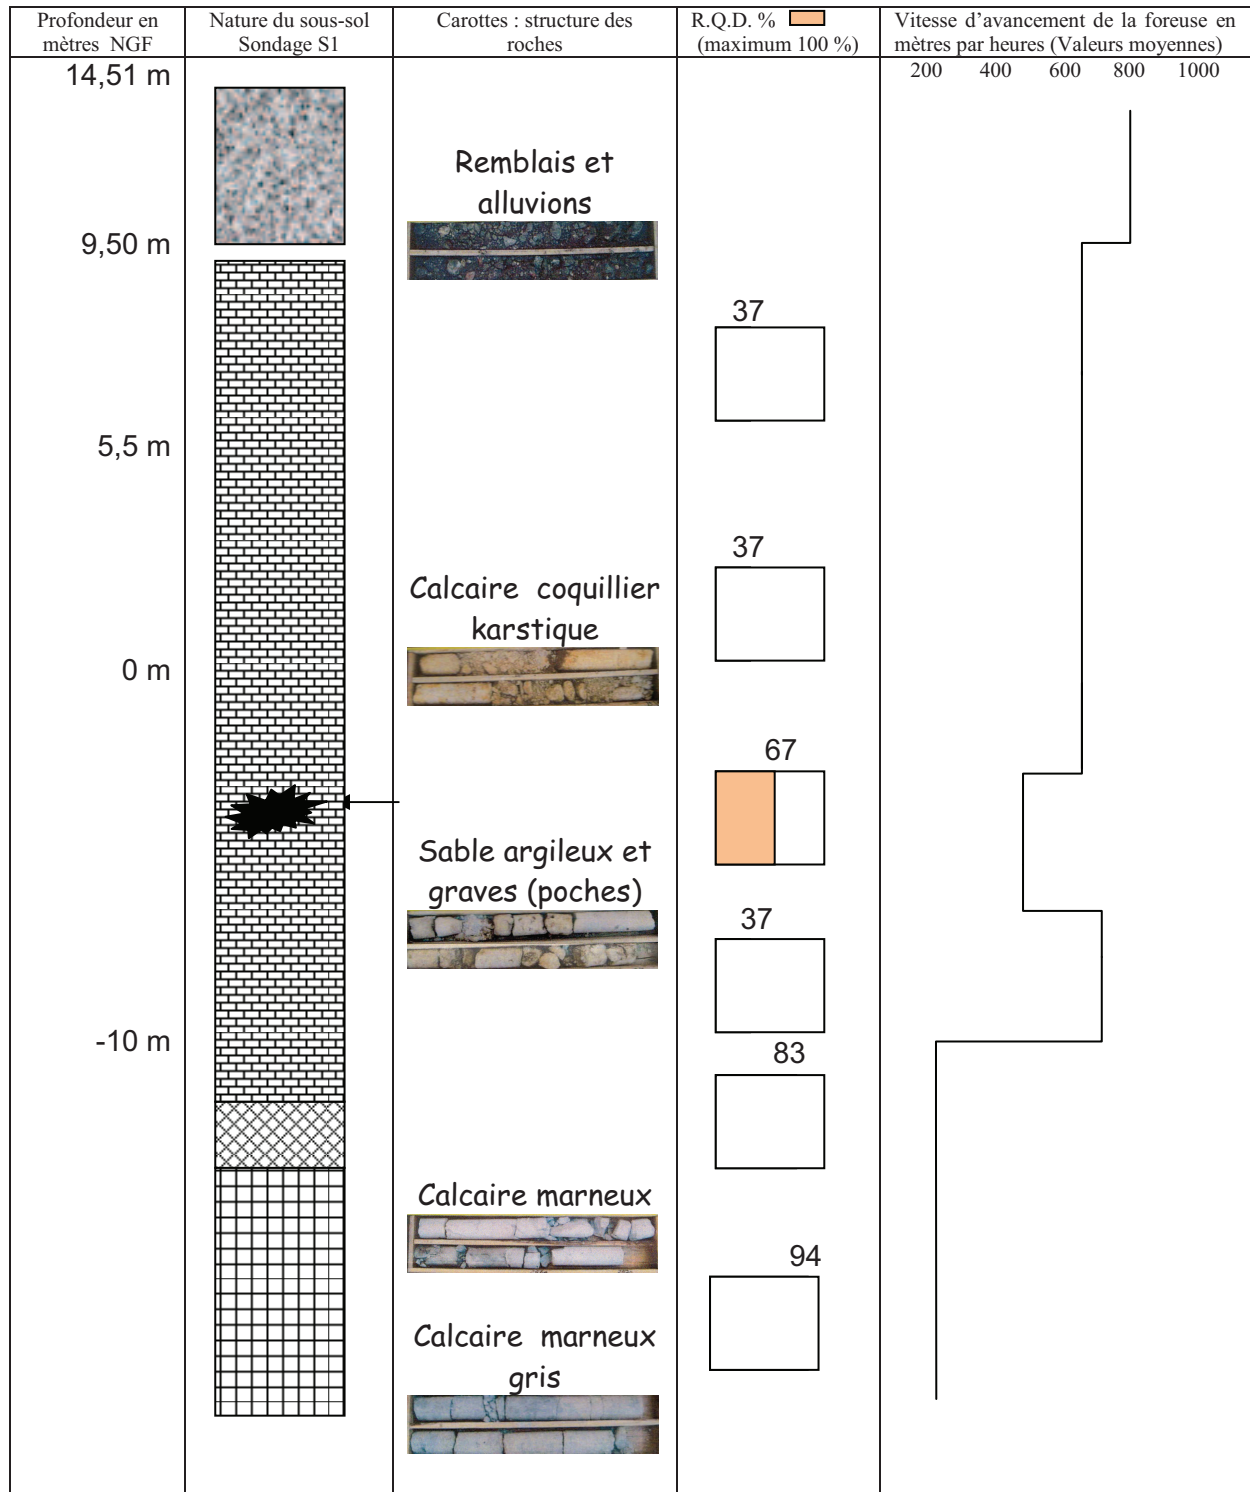 Profondeur en
mètres NGF
Nature du sous-sol
Sondage S1
Carottes : structure des
roches
R.Q.D. %
(maximum 100 %)
Vitesse d'avancement de la foreuse en
mètres par heures (Valeurs moyennes)
14,51 m
200 400 600 800 1000
Remblais et
alluvions
9,50 m
37
5,5 m
37
Calcaire coquillier
karstique
0 m
67
Sable argileux et
graves (poches)
37
-10 m
83
Calcaire marneux
94
Calcaire marneux
gris